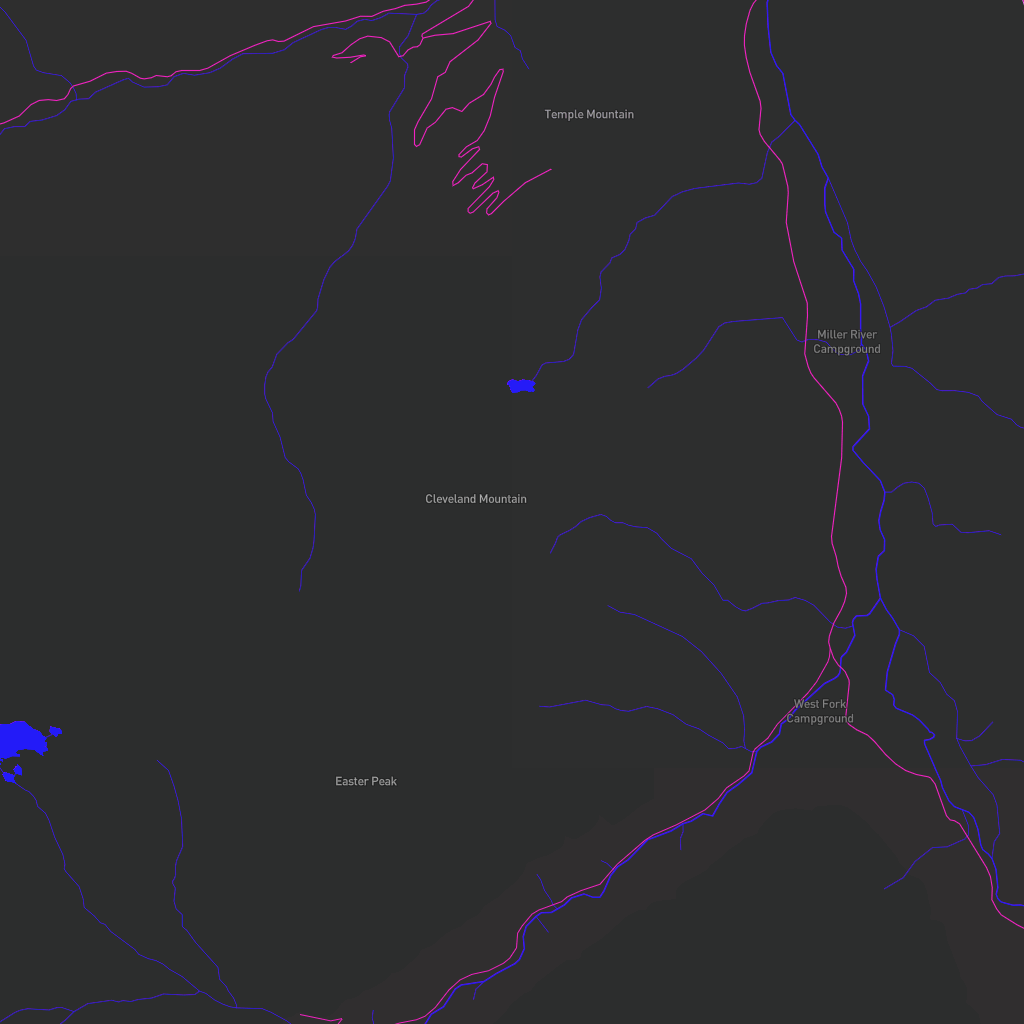 Temple Mountain
Miller River
Campground
Cleveland Mountain
West Fork
Campground
Easter Peak